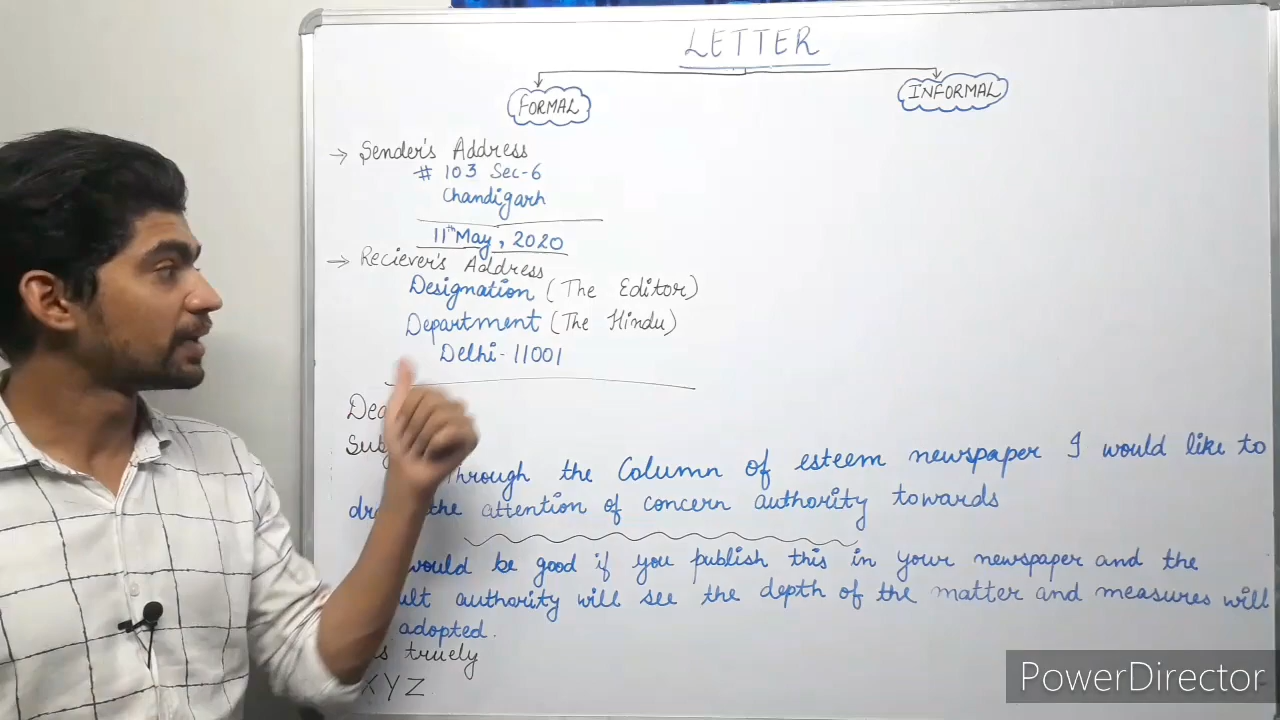 LETTER
FORMAL
INFORMAL
→ Sender's Address
# 103 Sec-6
Chandigarh
11th May, 2020
→ Reciever's Address
Designation (The Editor)
Department (The Hindu)
Delhi - 11001
through the Column of esteem newspaper I would like to
the attention of concern authority towards
would be good if you publish this in your newspaper and the
authority will see the depth of the matter and measures will
adopted.
truely
XYZ
PowerDirector